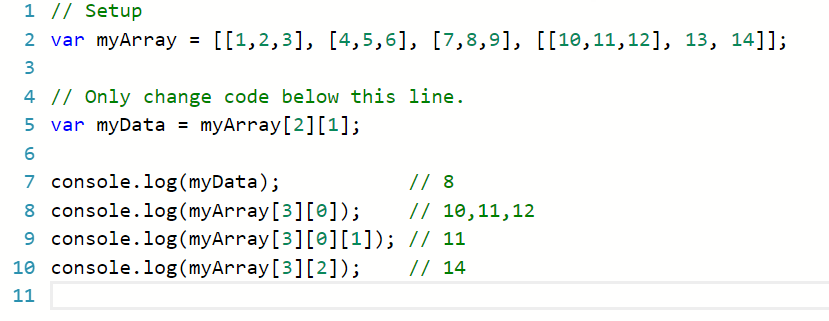 1 // Setup
2 var myArray = [[1,2,3], [4,5,6], [7,8,9], [[10,11,12], 13, 14]];
3
4 // Only change code below this line.
5 var myData = myArray[2][1];
6
7 console.log(myData);           // 8
8 console.log(myArray[3][0]);    // 10,11,12
9 console.log(myArray[3][0][1]); // 11
10 console.log(myArray[3][2]);    // 14
11